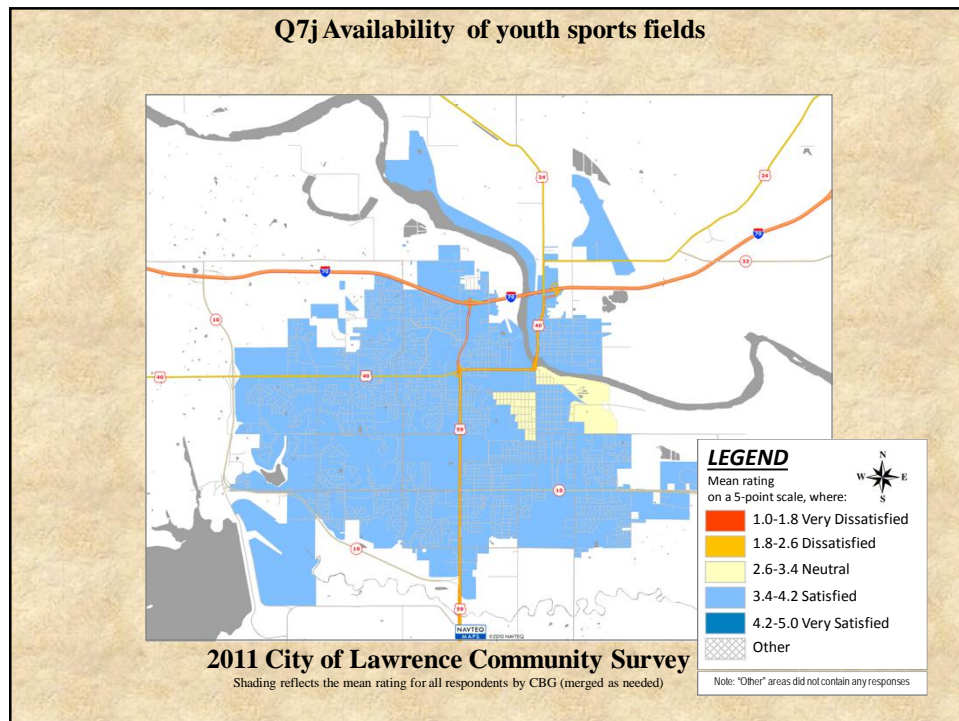 Q7j Availability of youth sports fields
24
24
70
32
70
70
10
40
40
40
59
10
10
59
NAVTEQ
MAPS
©2010 NAVTEQ
LEGEND
N
W E
S
Mean rating
on a 5-point scale, where:
1.0-1.8 Very Dissatisfied
1.8-2.6 Dissatisfied
2.6-3.4 Neutral
3.4-4.2 Satisfied
4.2-5.0 Very Satisfied
Other
2011 City of Lawrence Community Survey
Shading reflects the mean rating for all respondents by CBG (merged as needed)
Note: "Other" areas did not contain any responses